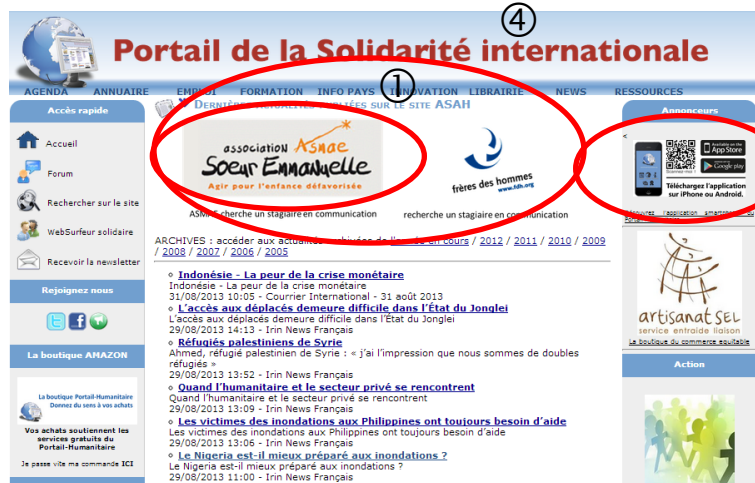 ④
Portail de la Solidarité internationale
AGENDA ANNUAIRE EMPLOI FORMATION INFO PAYS INNOVATION LIBRAIRIE NEWS RESSOURCES
①
Accès rapide
Accueil
Forum
Rechercher sur le site
WebSurfeur solidaire
Recevoir la newsletter
Rejoignez nous
La boutique AMAZON
La boutique Portail-Humanitaire
Donnez du sens à vos achats
Vos achats soutiennent les
services gratuits du
Portail-Humanitaire
Je passe vite ma commande ICI
DERNIÈRES ACTUALITÉS PUBLIÉES SUR LE SITE ASAH
association Asmae
Soeur Emmanuelle
Agir pour l'enfance défavorisée
ASMAE cherche un stagiaire en communication
frères des hommes
www.fdh.org
recherche un stagiaire en communication
ARCHIVES : accéder aux actualités archivées de l'année en cours / 2012 / 2011 / 2010 / 2009
/ 2008 / 2007 / 2006 / 2005
Indonésie - La peur de la crise monétaire
Indonésie - La peur de la crise monétaire
31/08/2013 10:05 - Courrier International - 31 août 2013
L’accès aux déplacés demeure difficile dans l’État du Jonglei
L’accès aux déplacés demeure difficile dans l’État du Jonglei
29/08/2013 14:13 - Irin News Français
Réfugiés palestiniens de Syrie
Ahmed, réfugié palestinien de Syrie : « j’ai l’impression que nous sommes de doubles
réfugiés »
29/08/2013 13:52 - Irin News Français
Quand l’humanitaire et le secteur privé se rencontrent
Quand l’humanitaire et le secteur privé se rencontrent
29/08/2013 13:09 - Irin News Français
Les victimes des inondations aux Philippines ont toujours besoin d’aide
Les victimes des inondations aux Philippines ont toujours besoin d’aide
29/08/2013 13:06 - Irin News Français
Le Nigeria est-il mieux préparé aux inondations ?
Le Nigeria est-il mieux préparé aux inondations ?
29/08/2013 11:00 - Irin News Français
Annonceurs
<
Available on the
App Store
Google play
Téléchargez l'application
sur iPhone ou Android.
Découvrez l'application smartphone
artisanat SEL
service entraide liaison
La boutique du commerce équitable
Action